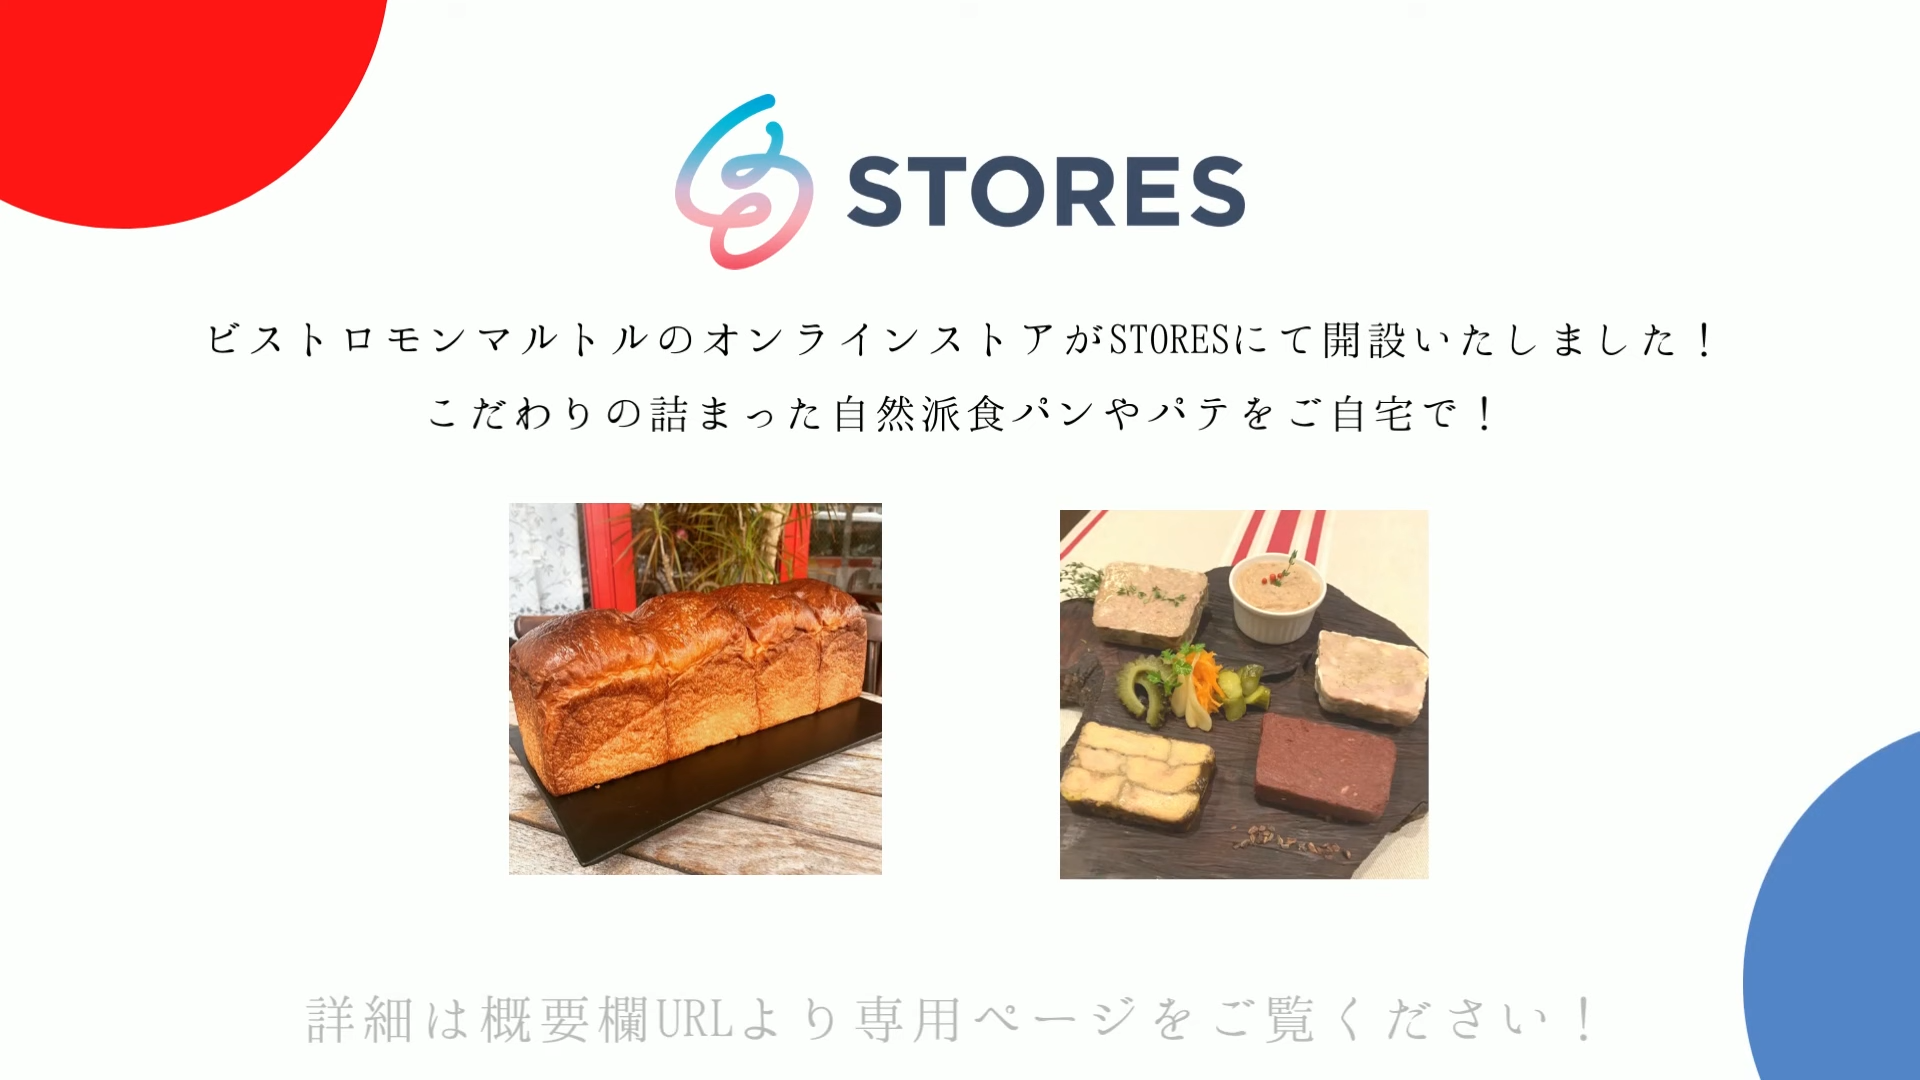 STORES
ビストロモンマルトルのオンラインストアがSTORESにて開設いたしました！
こだわりの詰まった自然派食パンやパテをご自宅で！
詳細は概要欄URLより専用ページをご覧ください！